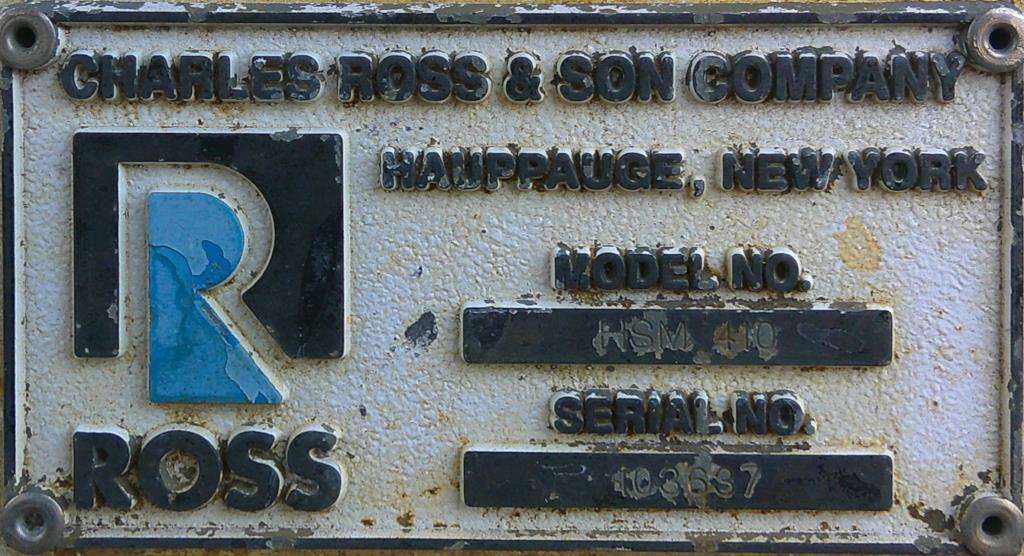 CHARLES ROSS & SON COMPANY
HAUPPAUGE, NEW YORK
MODEL NO.
HSM 410
SERIAL NO.
103637
R
ROSS